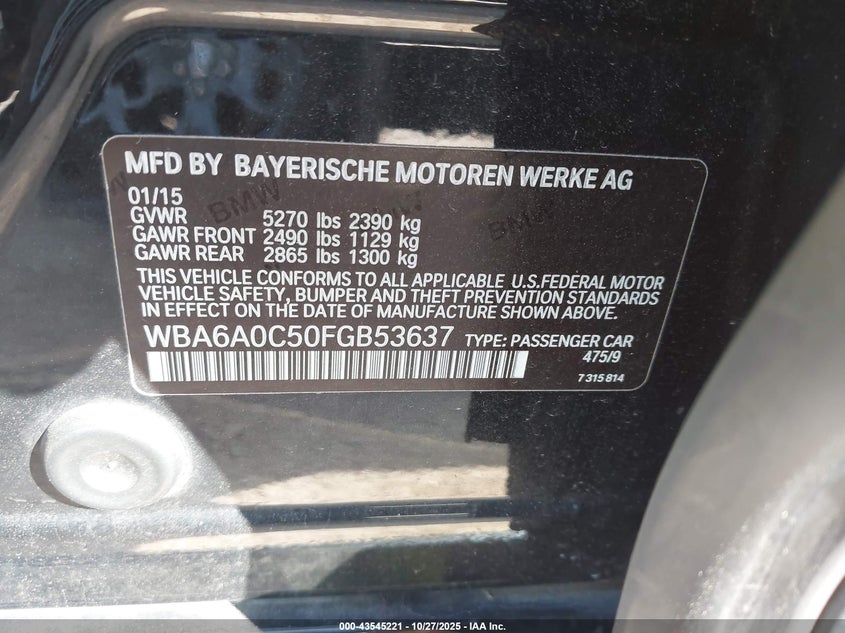 MFD BY BAYERISCHE MOTOREN WERKE AG
01/15
GVWR 5270 lbs 2390 kg
GAWR FRONT 2490 lbs 1129 kg
GAWR REAR 2865 lbs 1300 kg
THIS VEHICLE CONFORMS TO ALL APPLICABLE U.S.FEDERAL MOTOR
VEHICLE SAFETY, BUMPER AND THEFT PREVENTION STANDARDS
IN EFFECT ON THE DATE OF MANUFACTURE SHOWN ABOVE.
WBA6A0C50FGB53637 TYPE: PASSENGER CAR
475/9
7 315 814
BMW
BMW
000-43545221 | 10/27/2025 - IAA Inc.